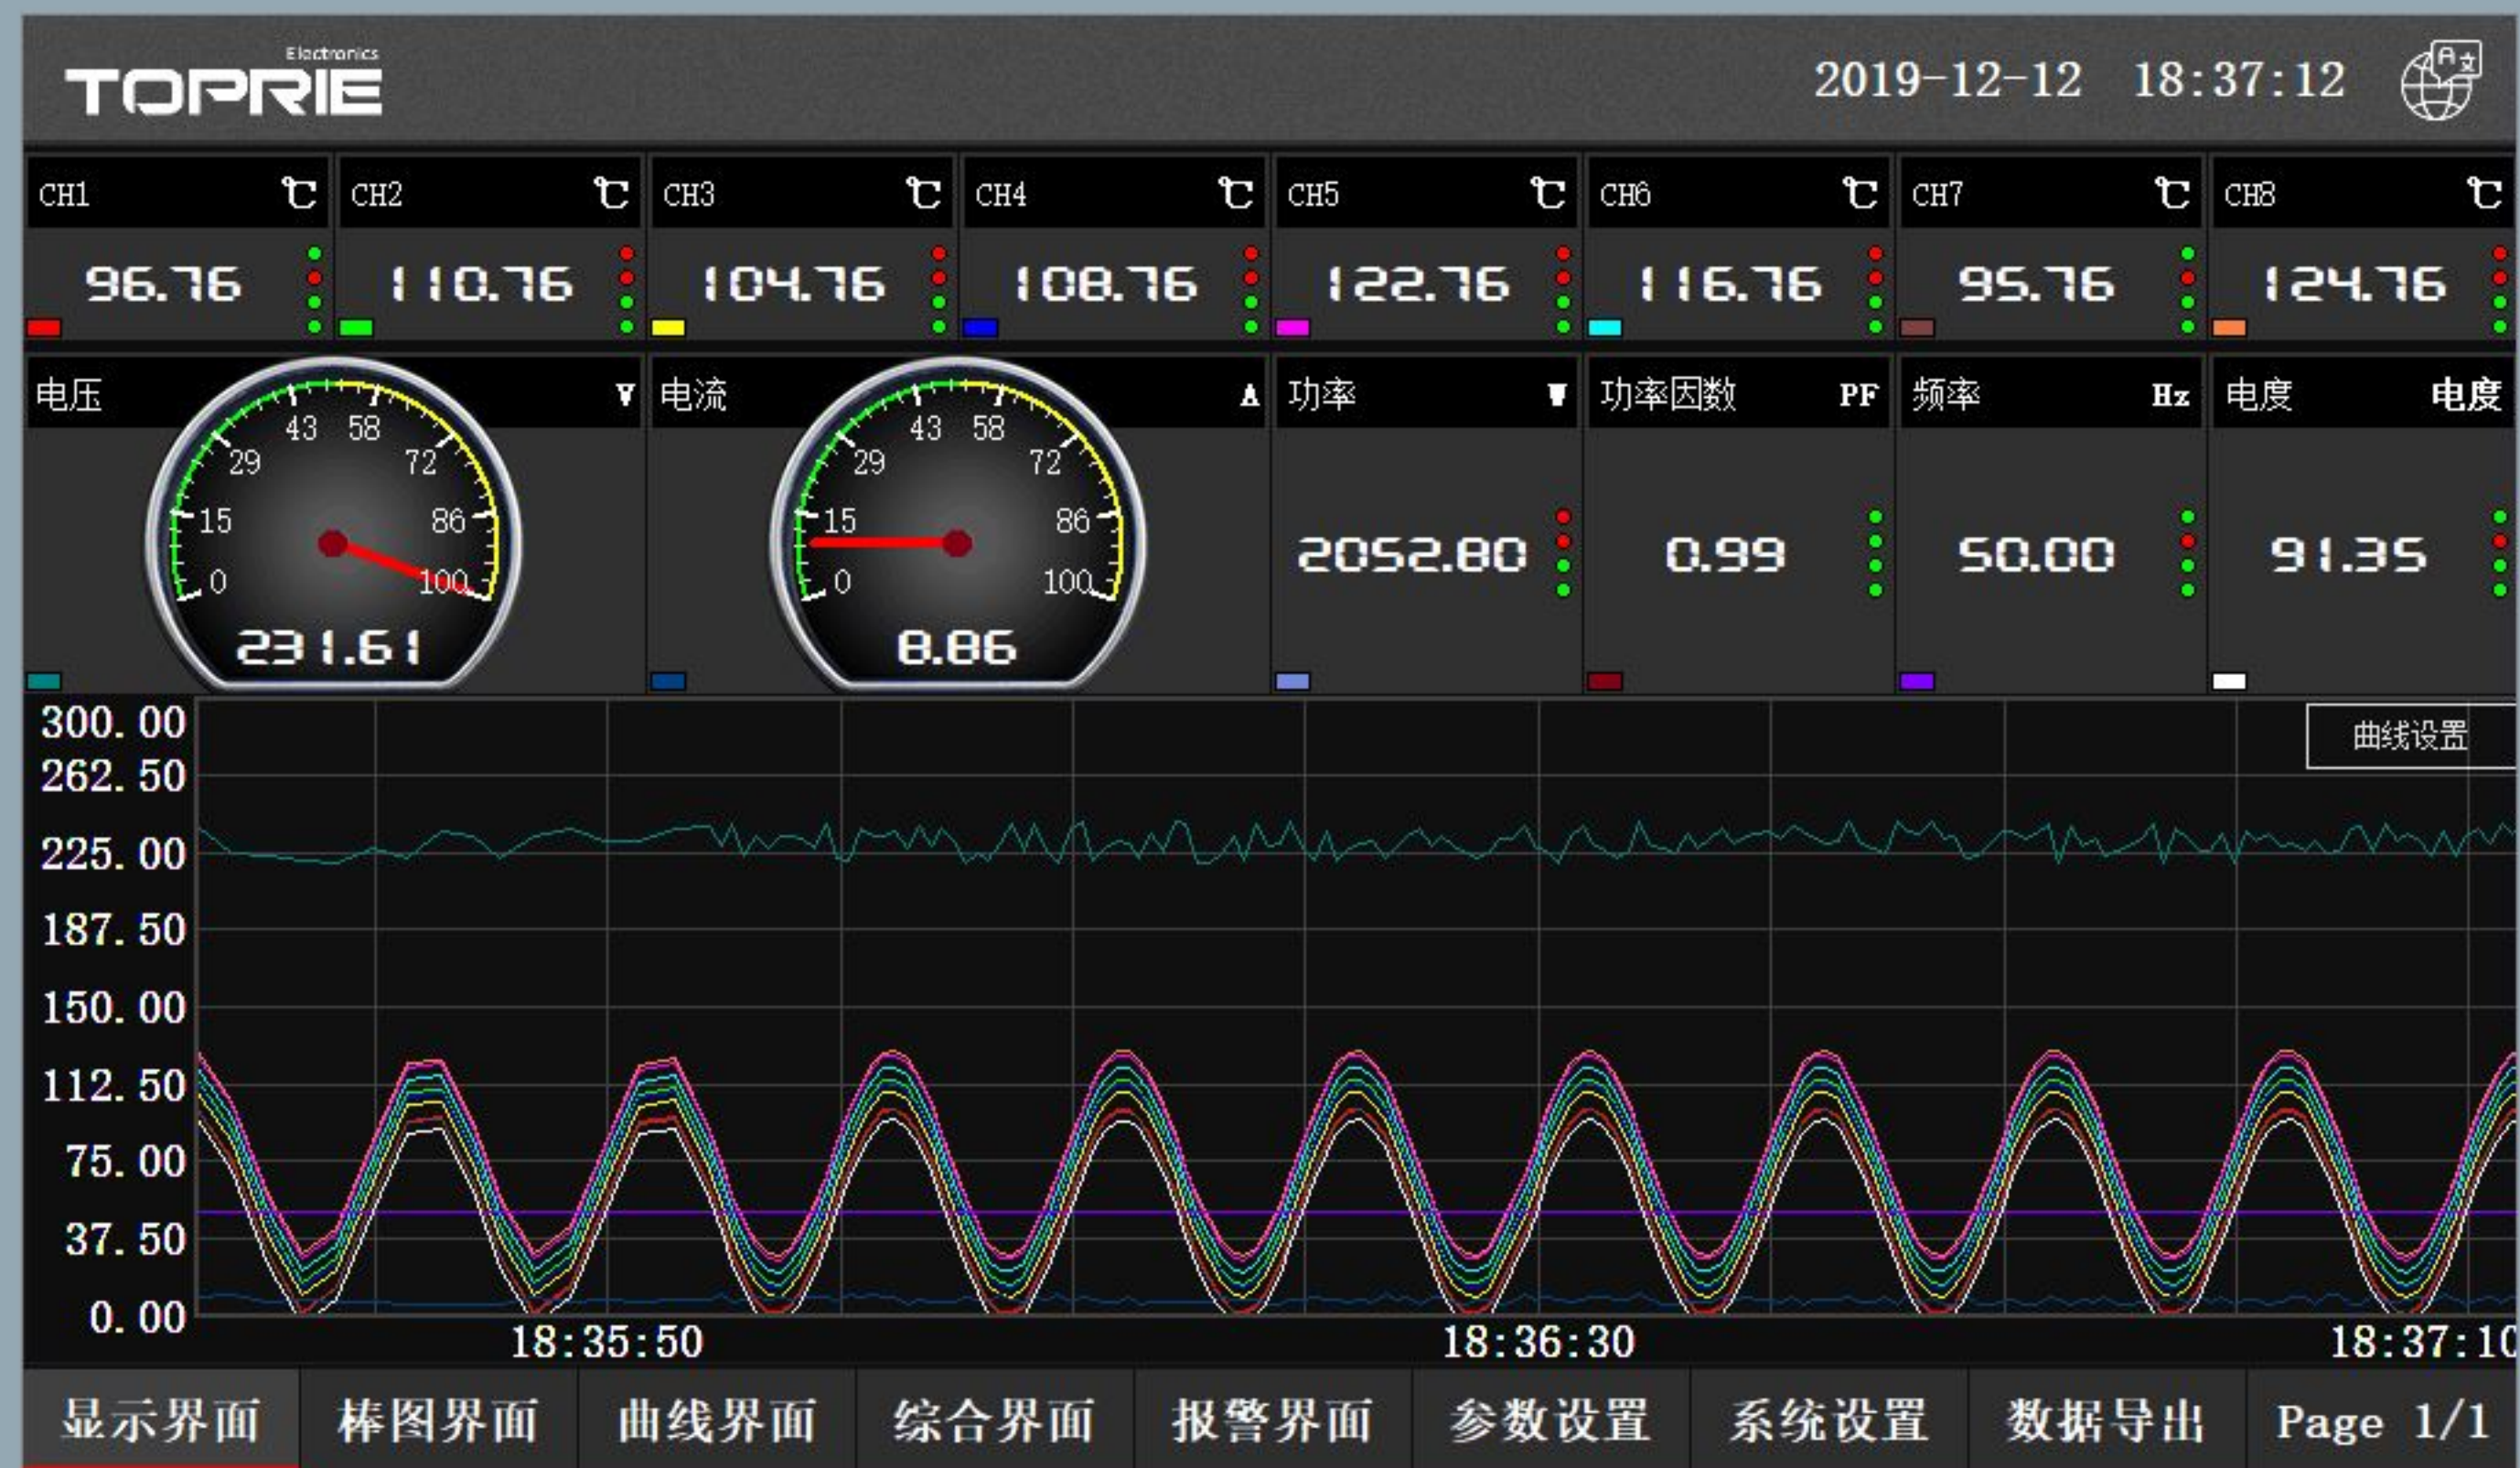 Electronics
TOPRIE
2019-12-12 18:37:12
A 文
CH1 ℃ CH2 ℃ CH3 ℃ CH4 ℃ CH5 ℃ CH6 ℃ CH7 ℃ CH8 ℃
96.76 110.76 104.76 108.76 122.76 116.76 95.76 124.76
电压 V 电流 A 功率 W 功率因数 PF 频率 Hz 电度 电度
0 15 29 43 58 72 86 100
231.61
0 15 29 43 58 72 86 100
8.86
2052.80 0.99 50.00 91.35
曲线设置
300.00
262.50
225.00
187.50
150.00
112.50
75.00
37.50
0.00
18:35:50 18:36:30 18:37:10
显示界面 棒图界面 曲线界面 综合界面 报警界面 参数设置 系统设置 数据导出 Page 1/1